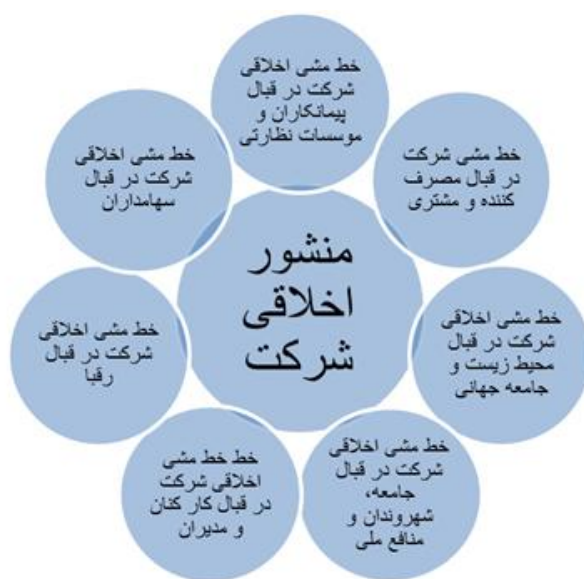 خط مشی اخلاقی
شرکت در قبال
پیمانکاران و
موسسات نظارتی
خط مشی شرکت
در قبال مصرف
کننده و مشتری
خط مشی اخلاقی
شرکت در قبال
محیط زیست و
جامعه جهانی
خط مشی اخلاقی
شرکت در قبال
جامعه،
شهروندان و
منافع ملی
خط خط مشی
اخلاقی شرکت
در قبال کار کنان
و مدیران
خط مشی اخلاقی
شرکت در قبال
رقبا
خط مشی اخلاقی
شرکت در قبال
سهامداران
منشور
اخلاقی
شرکت